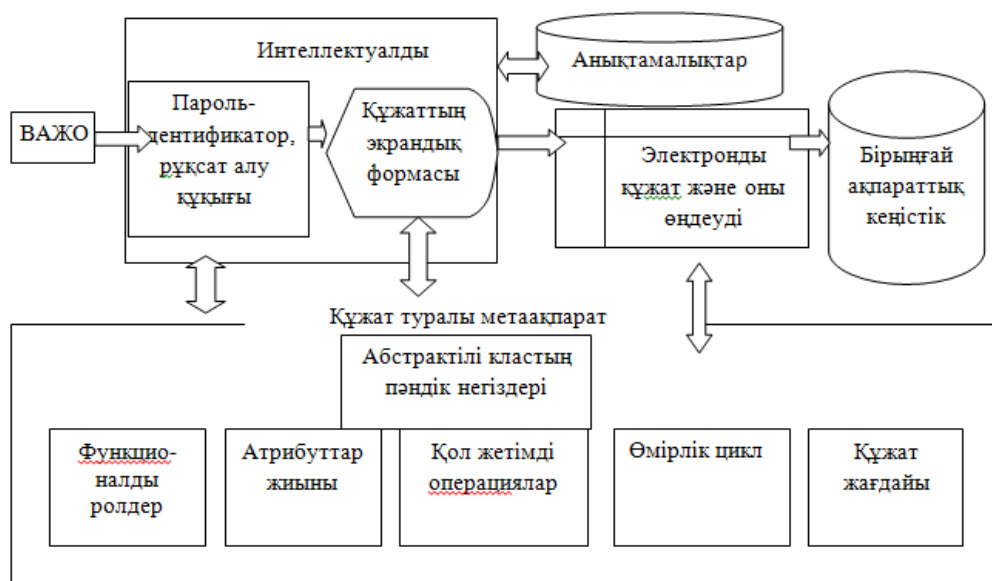 Интеллектуалды
Анықтамалықтар
ВАЖО
Пароль-
дентификатор,
рұқсат алу
құқығы
Құжаттың
экрандық
формасы
Электронды
құжат және оны
өңдеуді
Бірыңғай
ақпараттық
кеңістік
Құжат туралы метаақпарат
Абстрактілі кластың
пәндік негіздері
Функцио-
налды
ролдер
Атрибуттар
жиыны
Қол жетімді
операциялар
Өмірлік цикл
Құжат
жағдайы